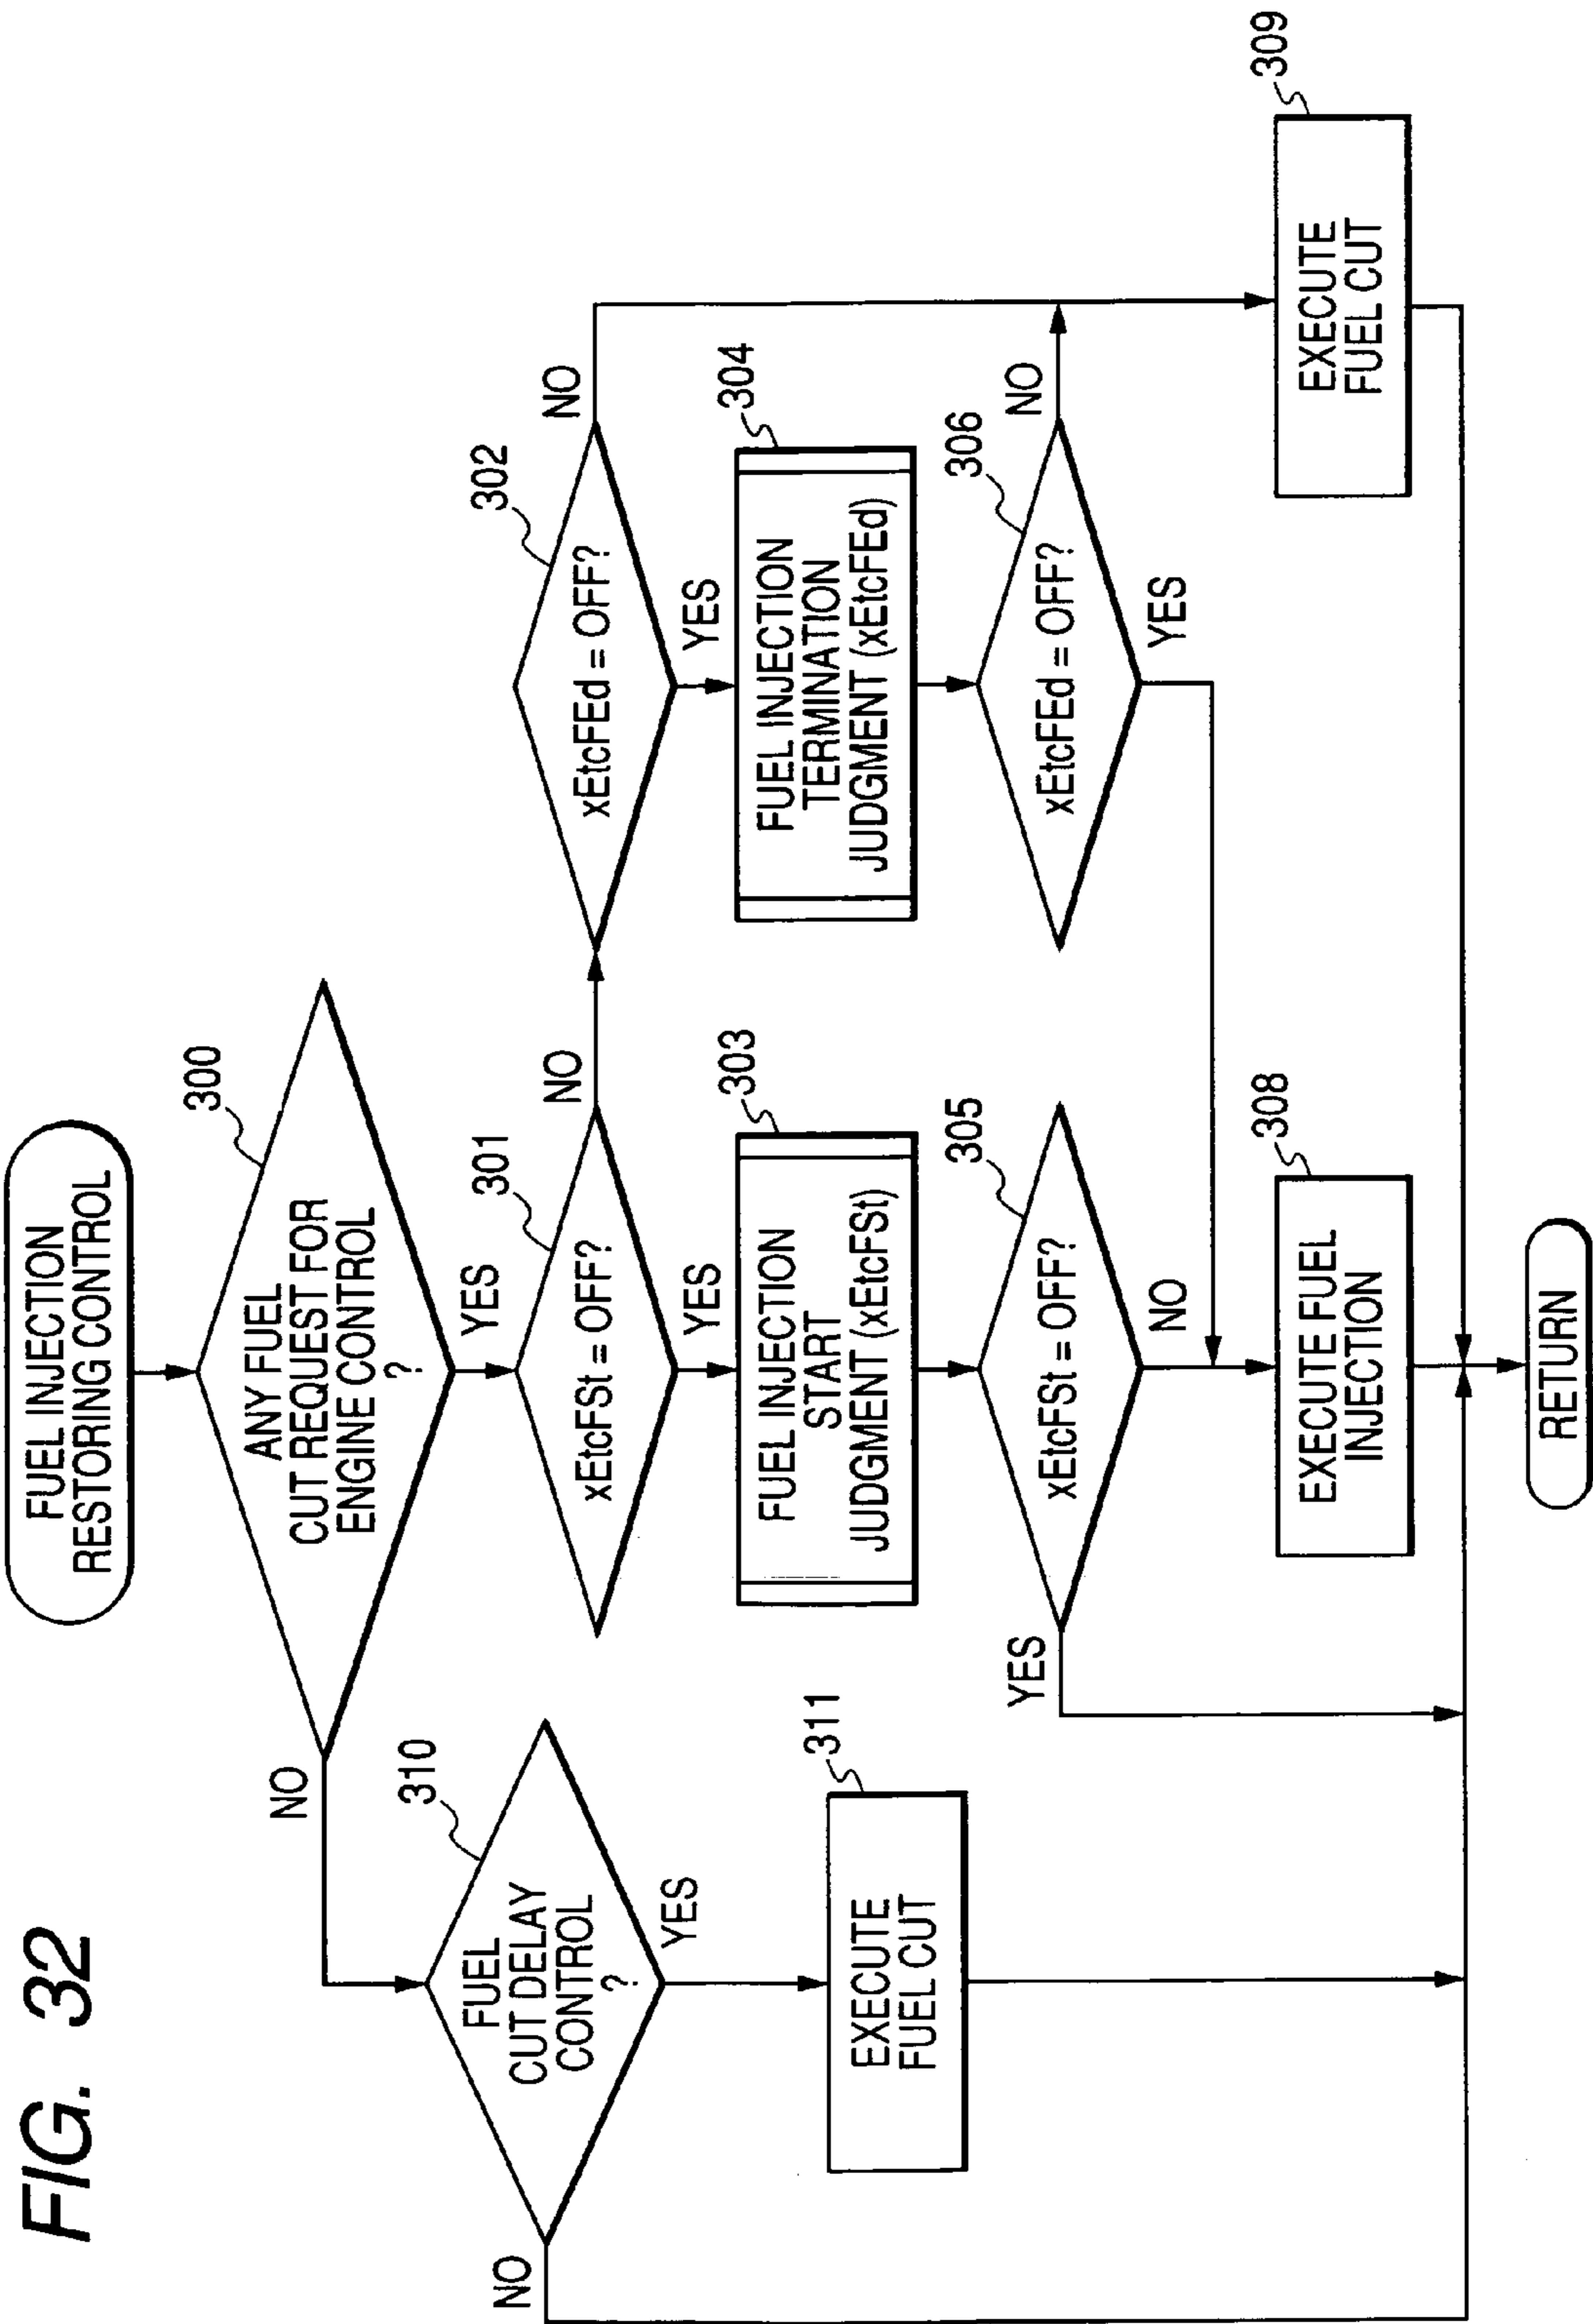 FIG. 32
FUEL INJECTION
RESTORING CONTROL
300
ANY FUEL
CUT REQUEST FOR
ENGINE CONTROL
?
NO
YES
310
FUEL
CUT DELAY
CONTROL
?
NO
YES
311
EXECUTE
FUEL CUT
301
xEtcFSt = OFF?
NO
YES
302
xEtcFEd = OFF?
NO
YES
303
FUEL INJECTION
START
JUDGMENT (xEtcFSt)
304
FUEL INJECTION
TERMINATION
JUDGMENT (xEtcFEd)
305
xEtcFSt = OFF?
YES
NO
306
xEtcFEd = OFF?
NO
YES
308
EXECUTE FUEL
INJECTION
309
EXECUTE
FUEL CUT
RETURN